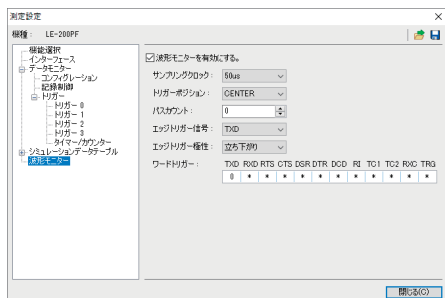 測定設定
機種： LE-200PF
機能選択
インターフェース
データモニター
コンフィグレーション
記録制御
トリガー
トリガー 0
トリガー 1
トリガー 2
トリガー 3
タイマー/カウンター
シミュレーションデータテーブル
波形モニター
波形モニターを有効にする。
サンプリングクロック： 50us
トリガーポジション： CENTER
パスカウント： 0
エッジトリガー信号： TXD
エッジトリガー極性： 立ち下がり
ワードトリガー： TXD RXD RTS CTS DSR DTR DCD RI TC1 TC2 RXC TRG
0 * * * * * * * * * * *
閉じる(C)